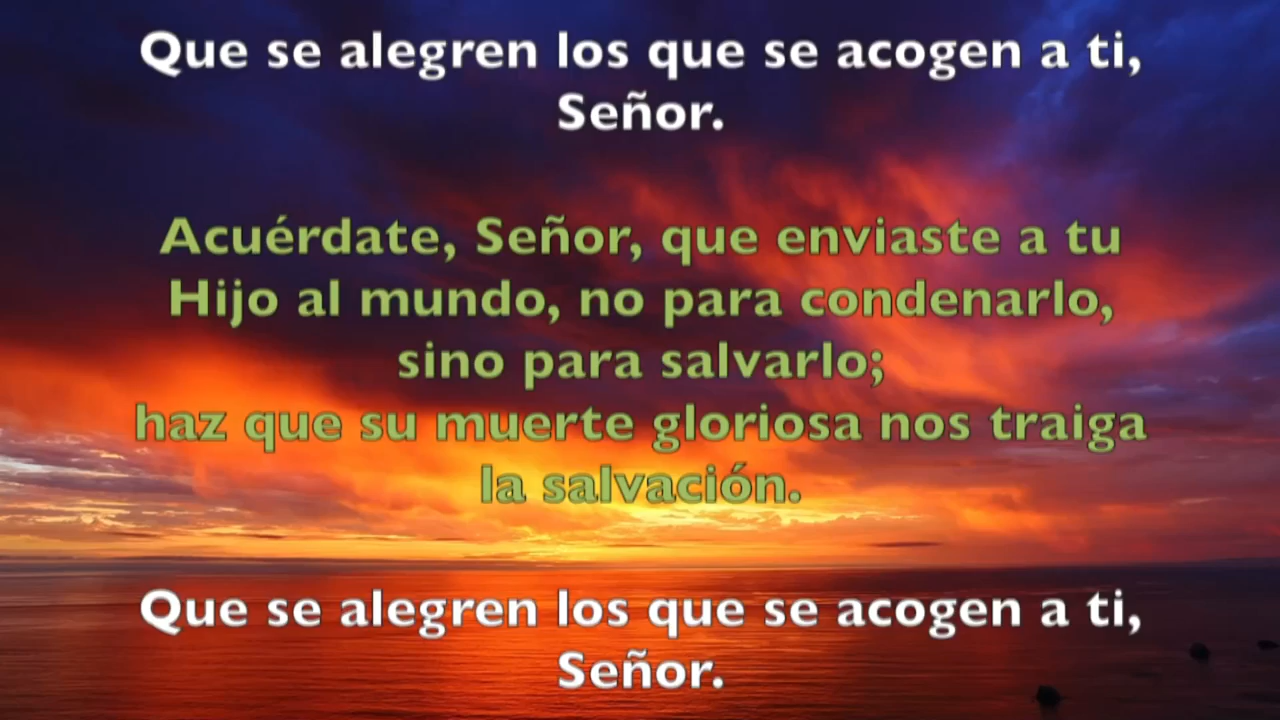 Que se alegren los que se acogen a ti,
Señor.
Acuérdate, Señor, que enviaste a tu
Hijo al mundo, no para condenarlo,
sino para salvarlo;
haz que su muerte gloriosa nos traiga
la salvación.
Que se alegren los que se acogen a ti,
Señor.